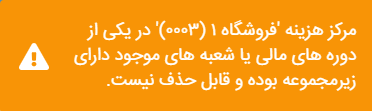 مرکز هزینه 'فروشگاه ۱ (۰۰۰۳)' در یکی از
دوره های مالی یا شعبه های موجود دارای
زیرمجموعه بوده و قابل حذف نیست.